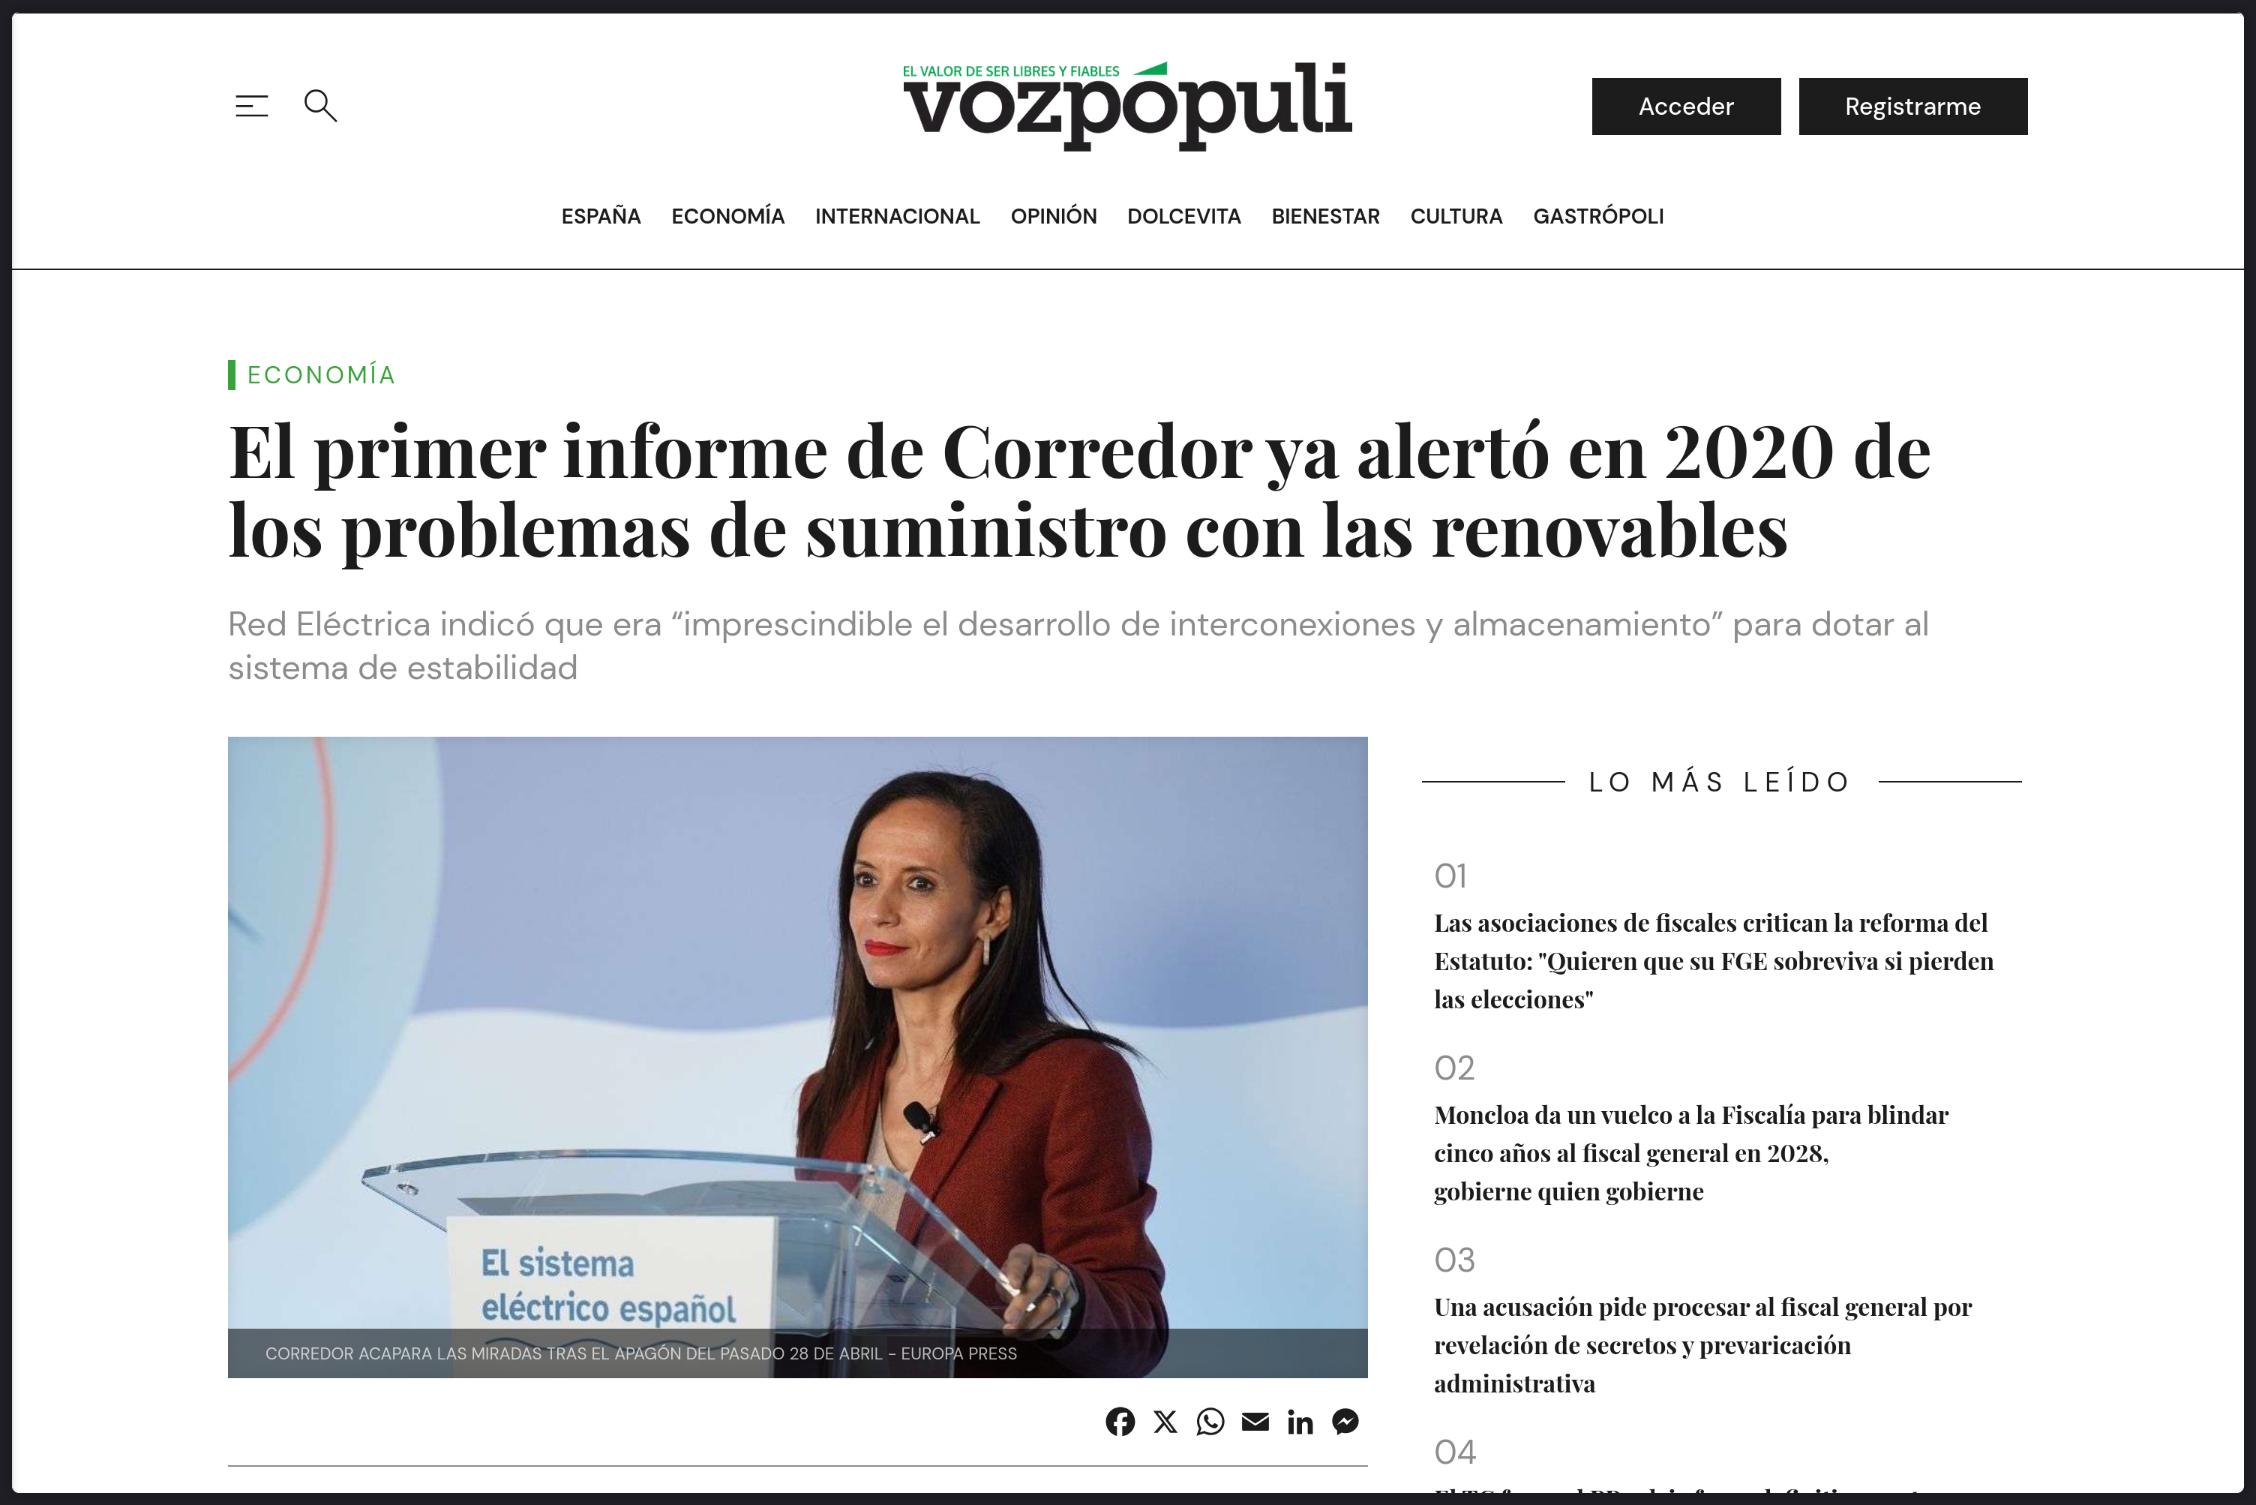 EL VALOR DE SER LIBRES Y FIABLES
vozpópuli
Acceder
Registrarme
ESPAÑA ECONOMÍA INTERNACIONAL OPINIÓN DOLCEVITA BIENESTAR CULTURA GASTRÓPOLI
ECONOMÍA
El primer informe de Corredor ya alertó en 2020 de
los problemas de suministro con las renovables
Red Eléctrica indicó que era “imprescindible el desarrollo de interconexiones y almacenamiento” para dotar al
sistema de estabilidad
El sistema
eléctrico español
CORREDOR ACAPARA LAS MIRADAS TRAS EL APAGÓN DEL PASADO 28 DE ABRIL - EUROPA PRESS
LO MÁS LEÍDO
01
Las asociaciones de fiscales critican la reforma del
Estatuto: "Quieren que su FGE sobreviva si pierden
las elecciones"
02
Moncloa da un vuelco a la Fiscalía para blindar
cinco años al fiscal general en 2028,
gobierne quien gobierne
03
Una acusación pide procesar al fiscal general por
revelación de secretos y prevaricación
administrativa
04